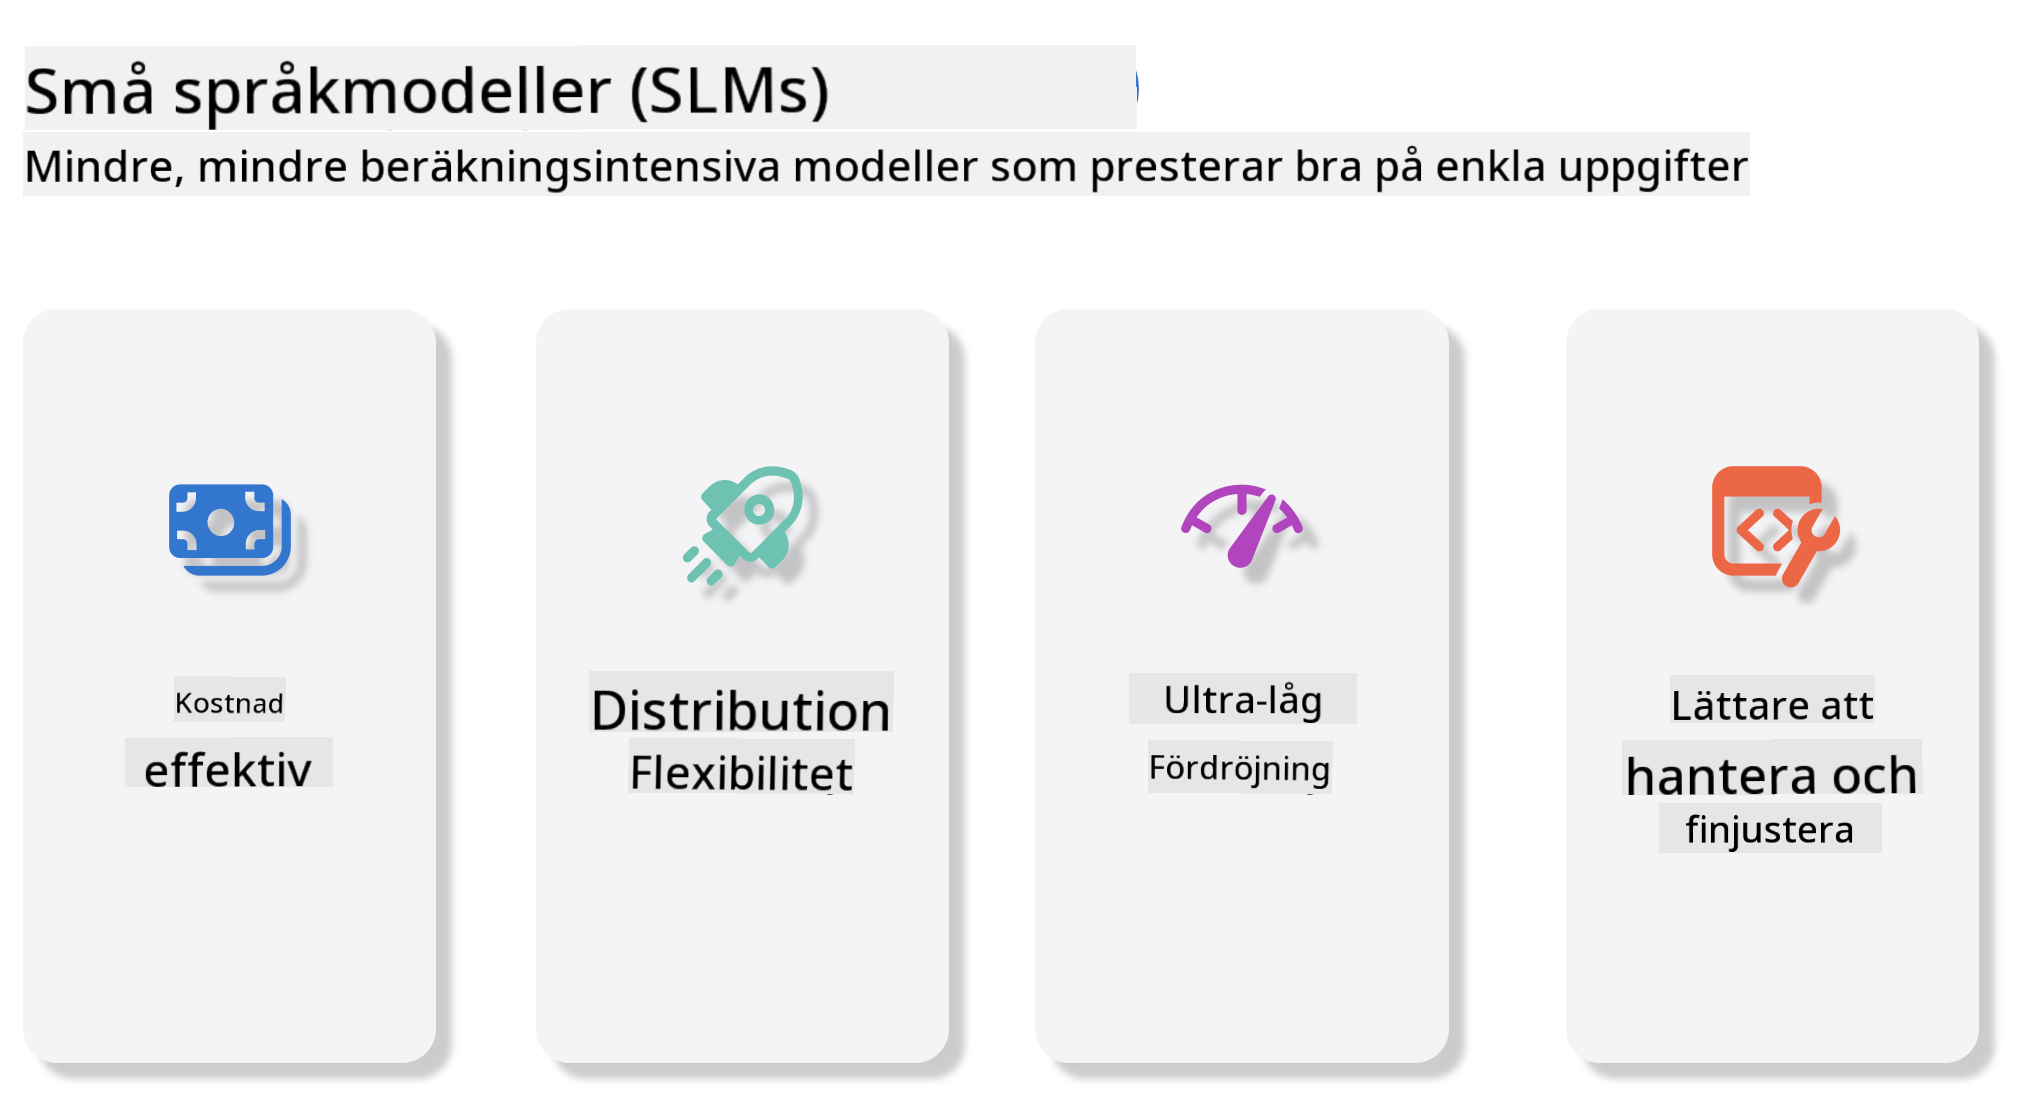 Små språkmodeller (SLMs)
Mindre, mindre beräkningsintensiva modeller som presterar bra på enkla uppgifter
Kostnad
effektiv
Distribution
Flexibilitet
Ultra-låg
Fördröjning
Lättare att
hantera och
finjustera